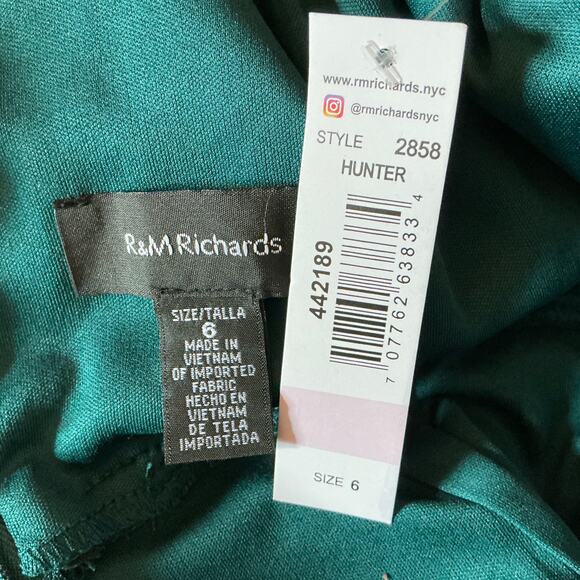 www.rmrichards.nyc
@rmrichardsnyc
STYLE 2858
HUNTER
442189
7 07762 63833 4
SIZE 6
R&M Richards
SIZE/TALLA
6
MADE IN
VIETNAM
OF IMPORTED
FABRIC
HECHO EN
VIETNAM
DE TELA
IMPORTADA